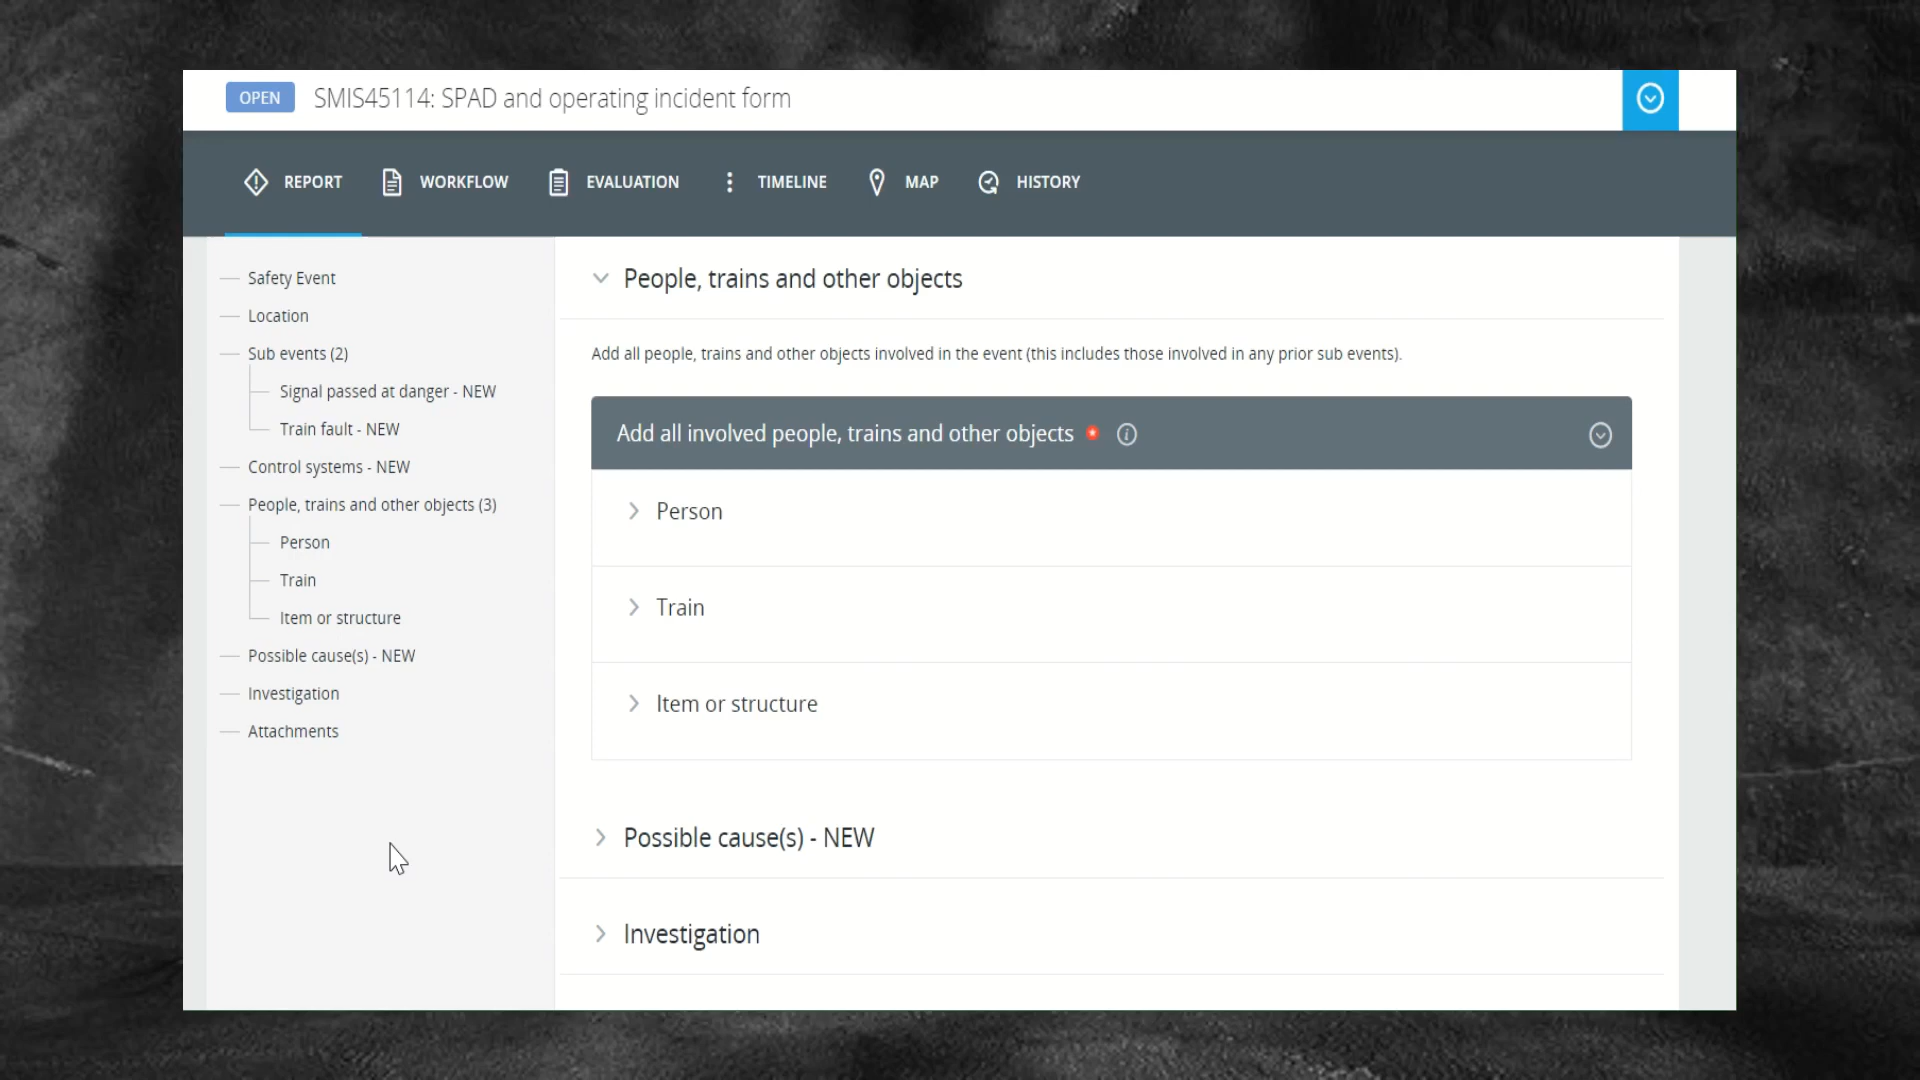 OPEN SMIS45114: SPAD and operating incident form
REPORT WORKFLOW EVALUATION TIMELINE MAP HISTORY
Safety Event
Location
Sub events (2)
Signal passed at danger - NEW
Train fault - NEW
Control systems - NEW
People, trains and other objects (3)
Person
Train
Item or structure
Possible cause(s) - NEW
Investigation
Attachments
People, trains and other objects
Add all people, trains and other objects involved in the event (this includes those involved in any prior sub events).
Add all involved people, trains and other objects
Person
Train
Item or structure
Possible cause(s) - NEW
Investigation